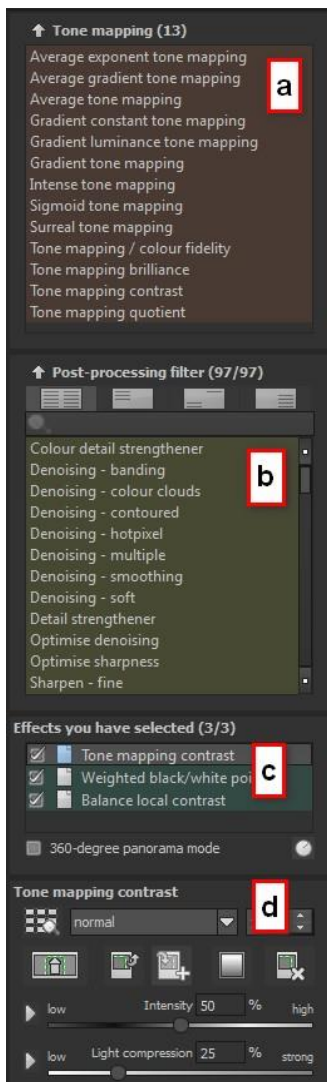 Tone mapping (13)
Average exponent tone mapping
Average gradient tone mapping
Average tone mapping
Gradient constant tone mapping
Gradient luminance tone mapping
Gradient tone mapping
Intense tone mapping
Sigmoid tone mapping
Surreal tone mapping
Tone mapping / colour fidelity
Tone mapping brilliance
Tone mapping contrast
Tone mapping quotient
a
Post-processing filter (97/97)
Colour detail strengthener
Denoising - banding
Denoising - colour clouds
Denoising - contoured
Denoising - hotpixel
Denoising - multiple
Denoising - smoothing
Denoising - soft
Detail strengthener
Optimise denoising
Optimise sharpness
Sharpen - fine
b
Effects you have selected (3/3)
Tone mapping contrast
Weighted black/white poi
Balance local contrast
c
360-degree panorama mode
Tone mapping contrast
normal
d
low Intensity 50 % high
low Light compression 25 % strong